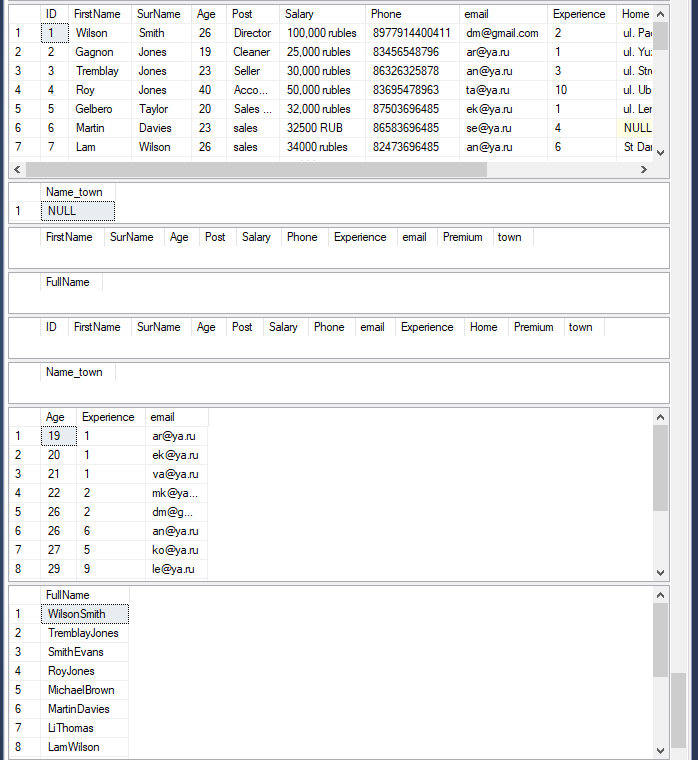 ID FirstName SurName Age Post Salary Phone email Experience Home
1 1 Wilson Smith 26 Director 100,000 rubles 8977914400411 dm@gmail.com 2 ul. Pa
2 2 Gagnon Jones 19 Cleaner 25,000 rubles 83456548796 ar@ya.ru 1 ul. Yu
3 3 Tremblay Jones 23 Seller 30,000 rubles 86326325878 an@ya.ru 3 ul. Str
4 4 Roy Jones 40 Acco... 50,000 rubles 83695478963 ta@ya.ru 10 ul. Ub
5 5 Gelbero Taylor 20 Sales ... 32,000 rubles 87503696485 ek@ya.ru 1 ul. Ler
6 6 Martin Davies 23 sales 32500 RUB 86583696485 se@ya.ru 4 NULL
7 7 Lam Wilson 26 sales 34000 rubles 82473696485 an@ya.ru 6 St Dar
Name_town
1 NULL
FirstName SurName Age Post Salary Phone Experience email Premium town
FullName
ID FirstName SurName Age Post Salary Phone email Experience Home Premium town
Name_town
Age Experience email
1 19 1 ar@ya.ru
2 20 1 ek@ya.ru
3 21 1 va@ya.ru
4 22 2 mk@ya...
5 26 2 dm@g...
6 26 6 an@ya.ru
7 27 5 ko@ya.ru
8 29 9 le@ya.ru
FullName
1 WilsonSmith
2 TremblayJones
3 SmithEvans
4 RoyJones
5 MichaelBrown
6 MartinDavies
7 LiThomas
8 LamWilson